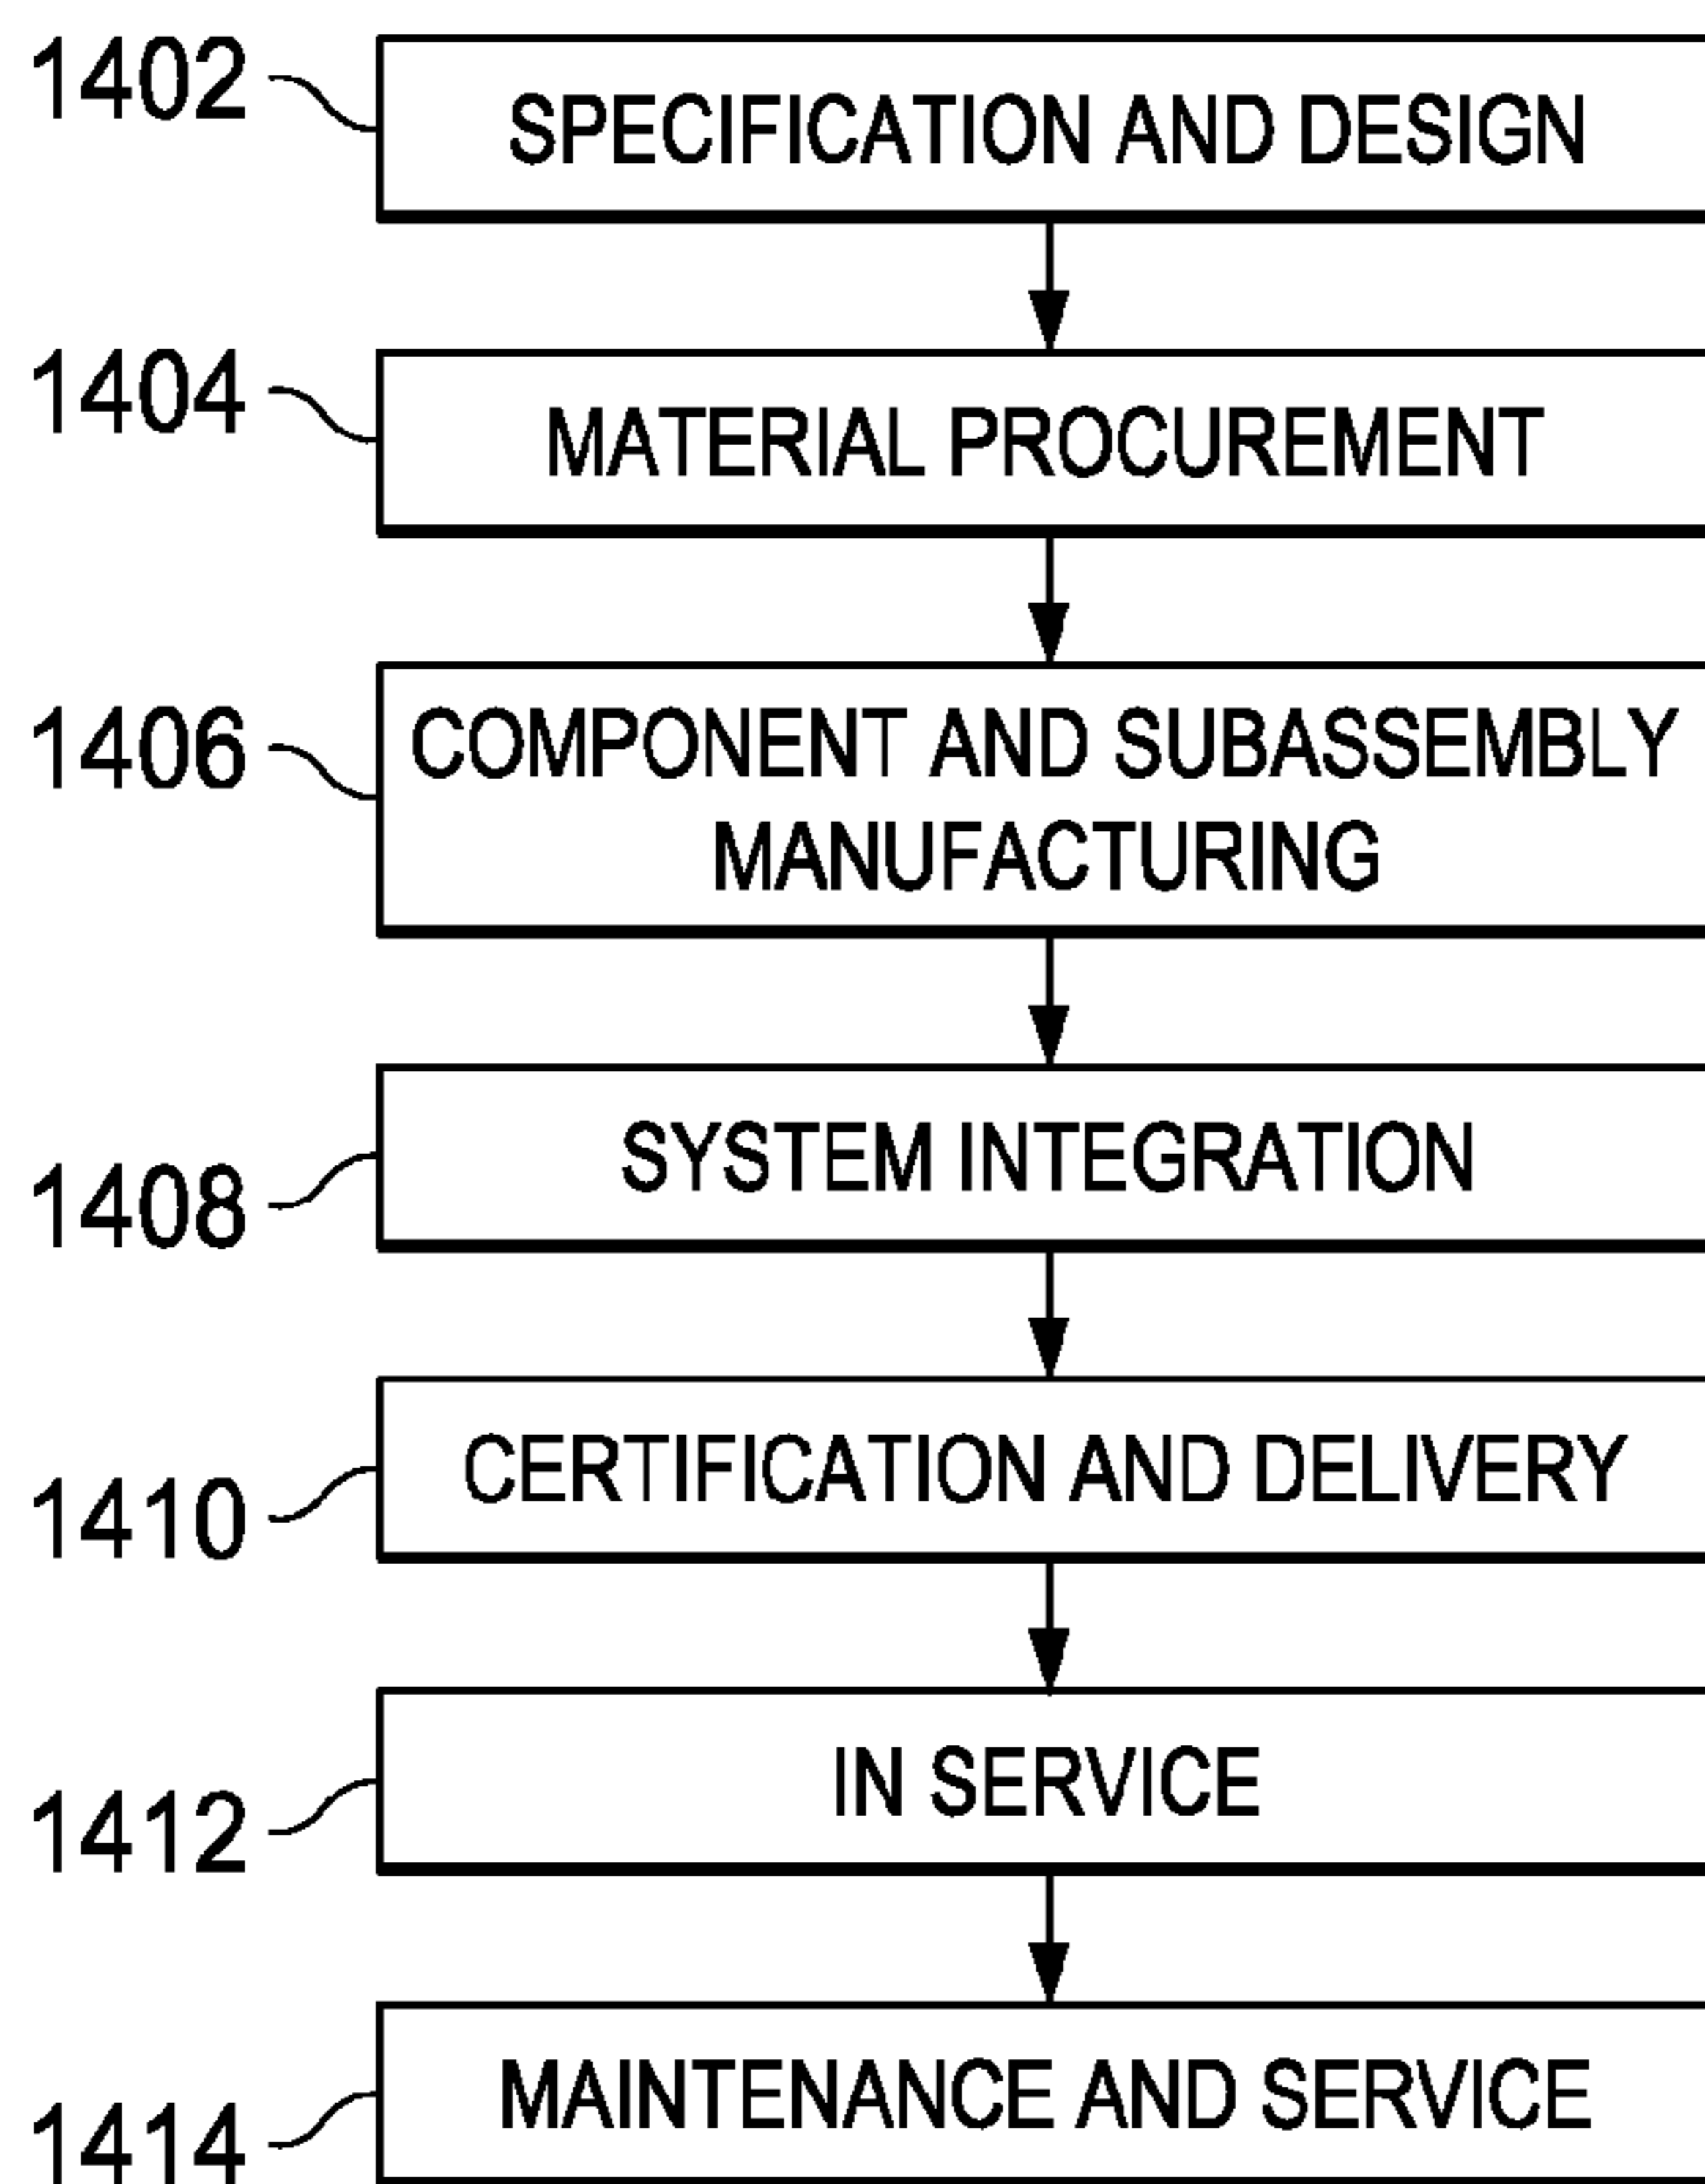 1402
SPECIFICATION AND DESIGN
1404
MATERIAL PROCUREMENT
1406
COMPONENT AND SUBASSEMBLY
MANUFACTURING
1408
SYSTEM INTEGRATION
1410
CERTIFICATION AND DELIVERY
1412
IN SERVICE
1414
MAINTENANCE AND SERVICE